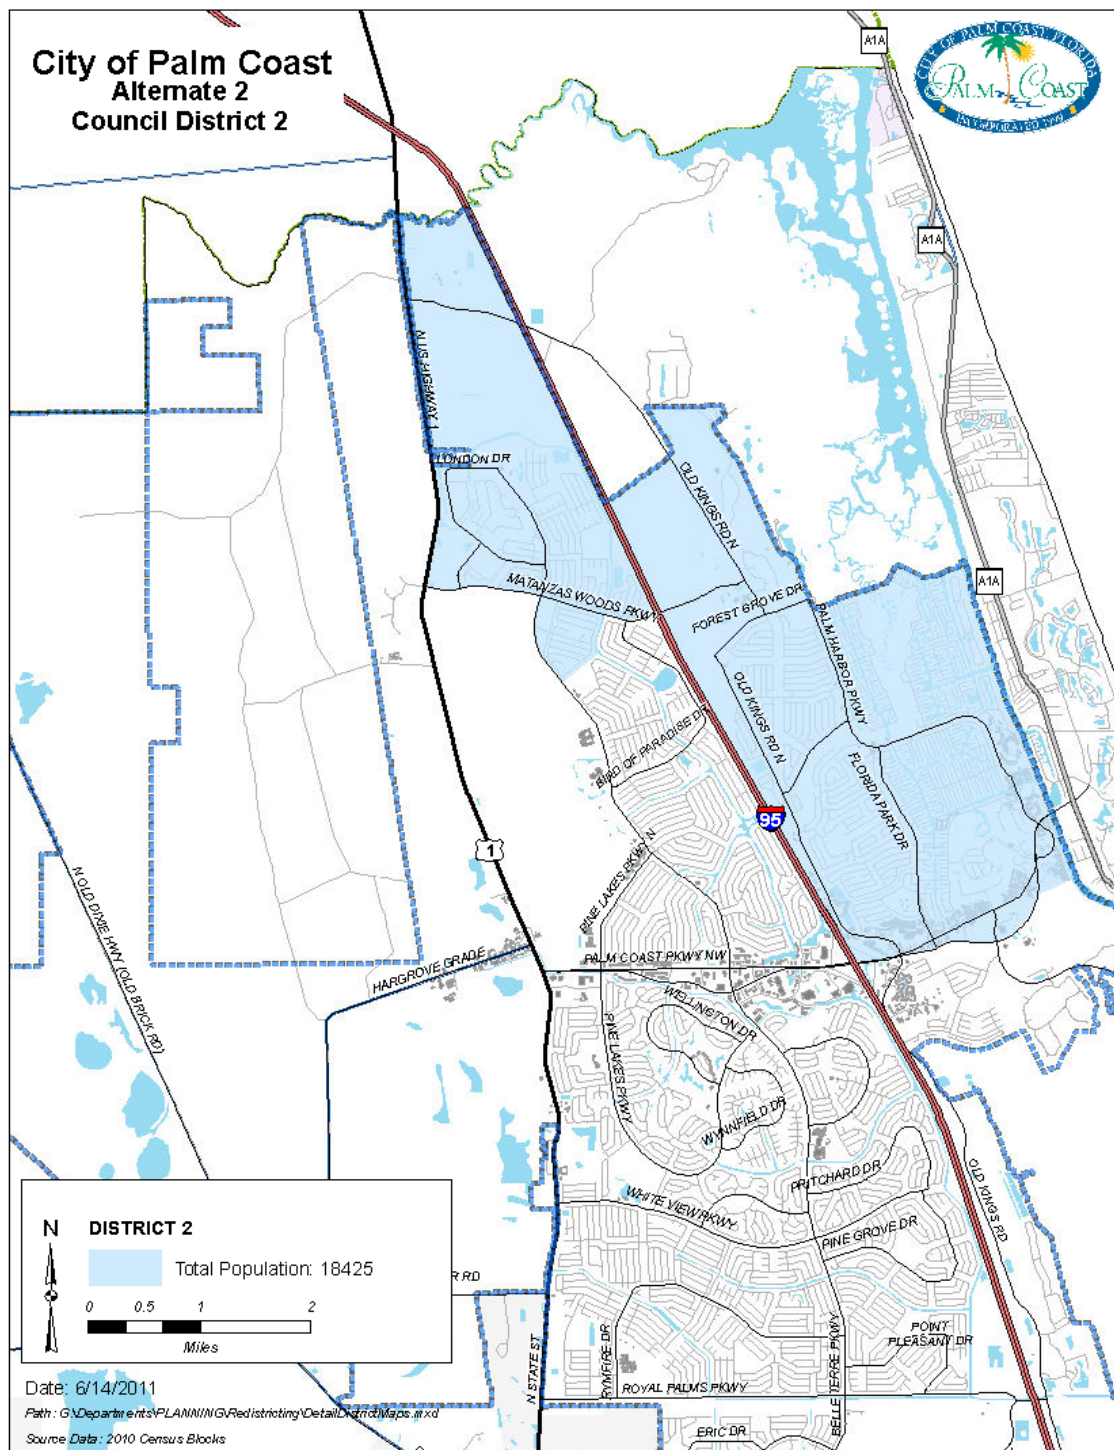 City of Palm Coast
Alternate 2
Council District 2
A1A
CITY OF PALM COAST, FLORIDA
PALM COAST
INCORPORATED 1999
A1A
N US HIGHWAY 1
LONDON DR
OLD KINGS RD N
A1A
MATANZAS WOODS PKWY
FOREST GROVE DR
PALM HARBOR PKWY
OLD KINGS RD N
BIRD OF PARADISE DR
FLORIDA PARK DR
95
1
PINE LAKES PKWY N
N OLD DIXIE HWY (OLD BRICK RD)
HARGROVE GRADE
PALM COAST PKWY NW
WELLINGTON DR
PINE LAKES PKWY
WYNNFIELD DR
PRITCHARD DR
OLD KINGS RD
WHITE VIEW PKWY
PINE GROVE DR
N
DISTRICT 2
Total Population: 18425
R RD
0 0.5 1 2
Miles
N STATE ST
RYMFIRE DR
BELLE TERRE PKWY
POINT
PLEASANT DR
ROYAL PALMS PKWY
ERIC DR
Date: 6/14/2011
Path: G:\Departments\PLANNING\Redistricting\DetailDistrictMaps.mxd
Source Data: 2010 Census Blocks